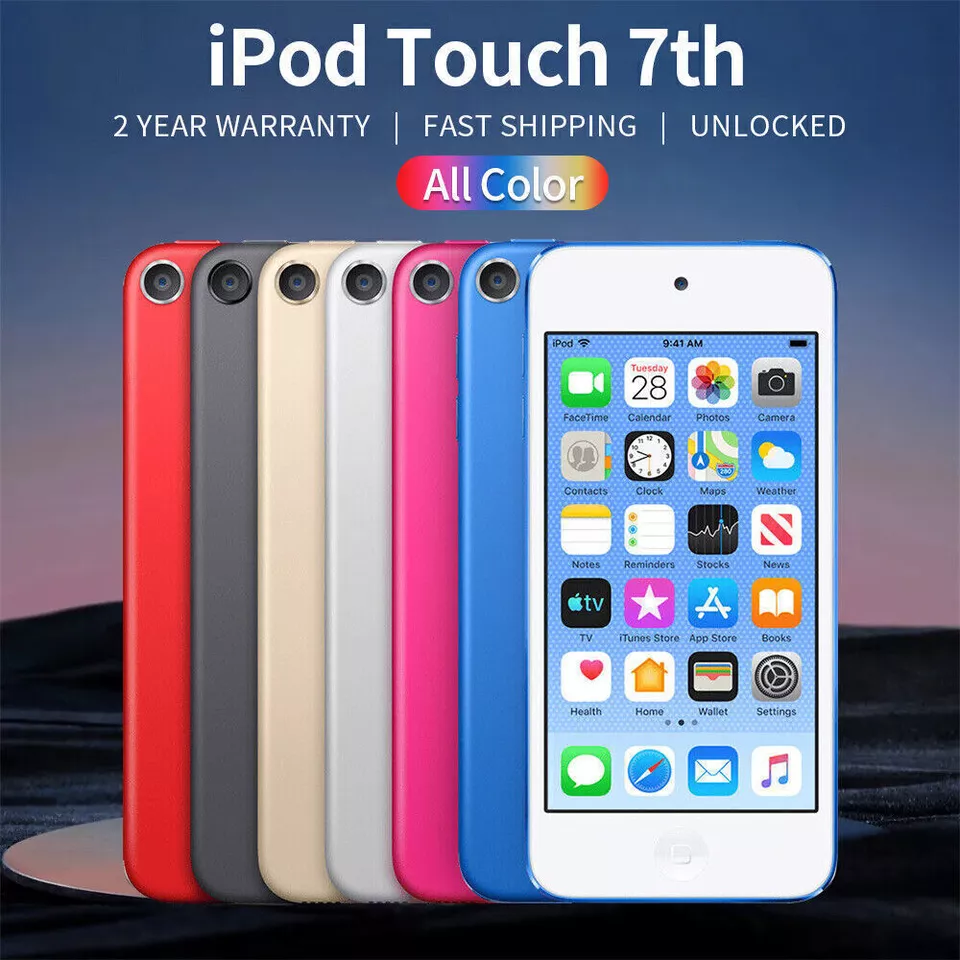 iPod Touch 7th
2 YEAR WARRANTY | FAST SHIPPING | UNLOCKED
All Color
iPod 9:41 AM
Tuesday
28
FaceTime Calendar Photos Camera
280
Contacts Clock Maps Weather
Notes Reminders Stocks News
tv
TV iTunes Store App Store Books
Health Home Wallet Settings